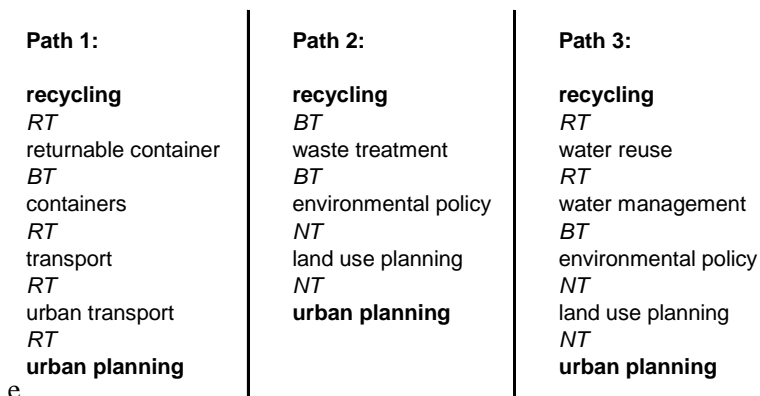 Path 1:
recycling
RT
returnable container
BT
containers
RT
transport
RT
urban transport
RT
urban planning
Path 2:
recycling
BT
waste treatment
BT
environmental policy
NT
land use planning
NT
urban planning
Path 3:
recycling
RT
water reuse
RT
water management
BT
environmental policy
NT
land use planning
NT
urban planning
e